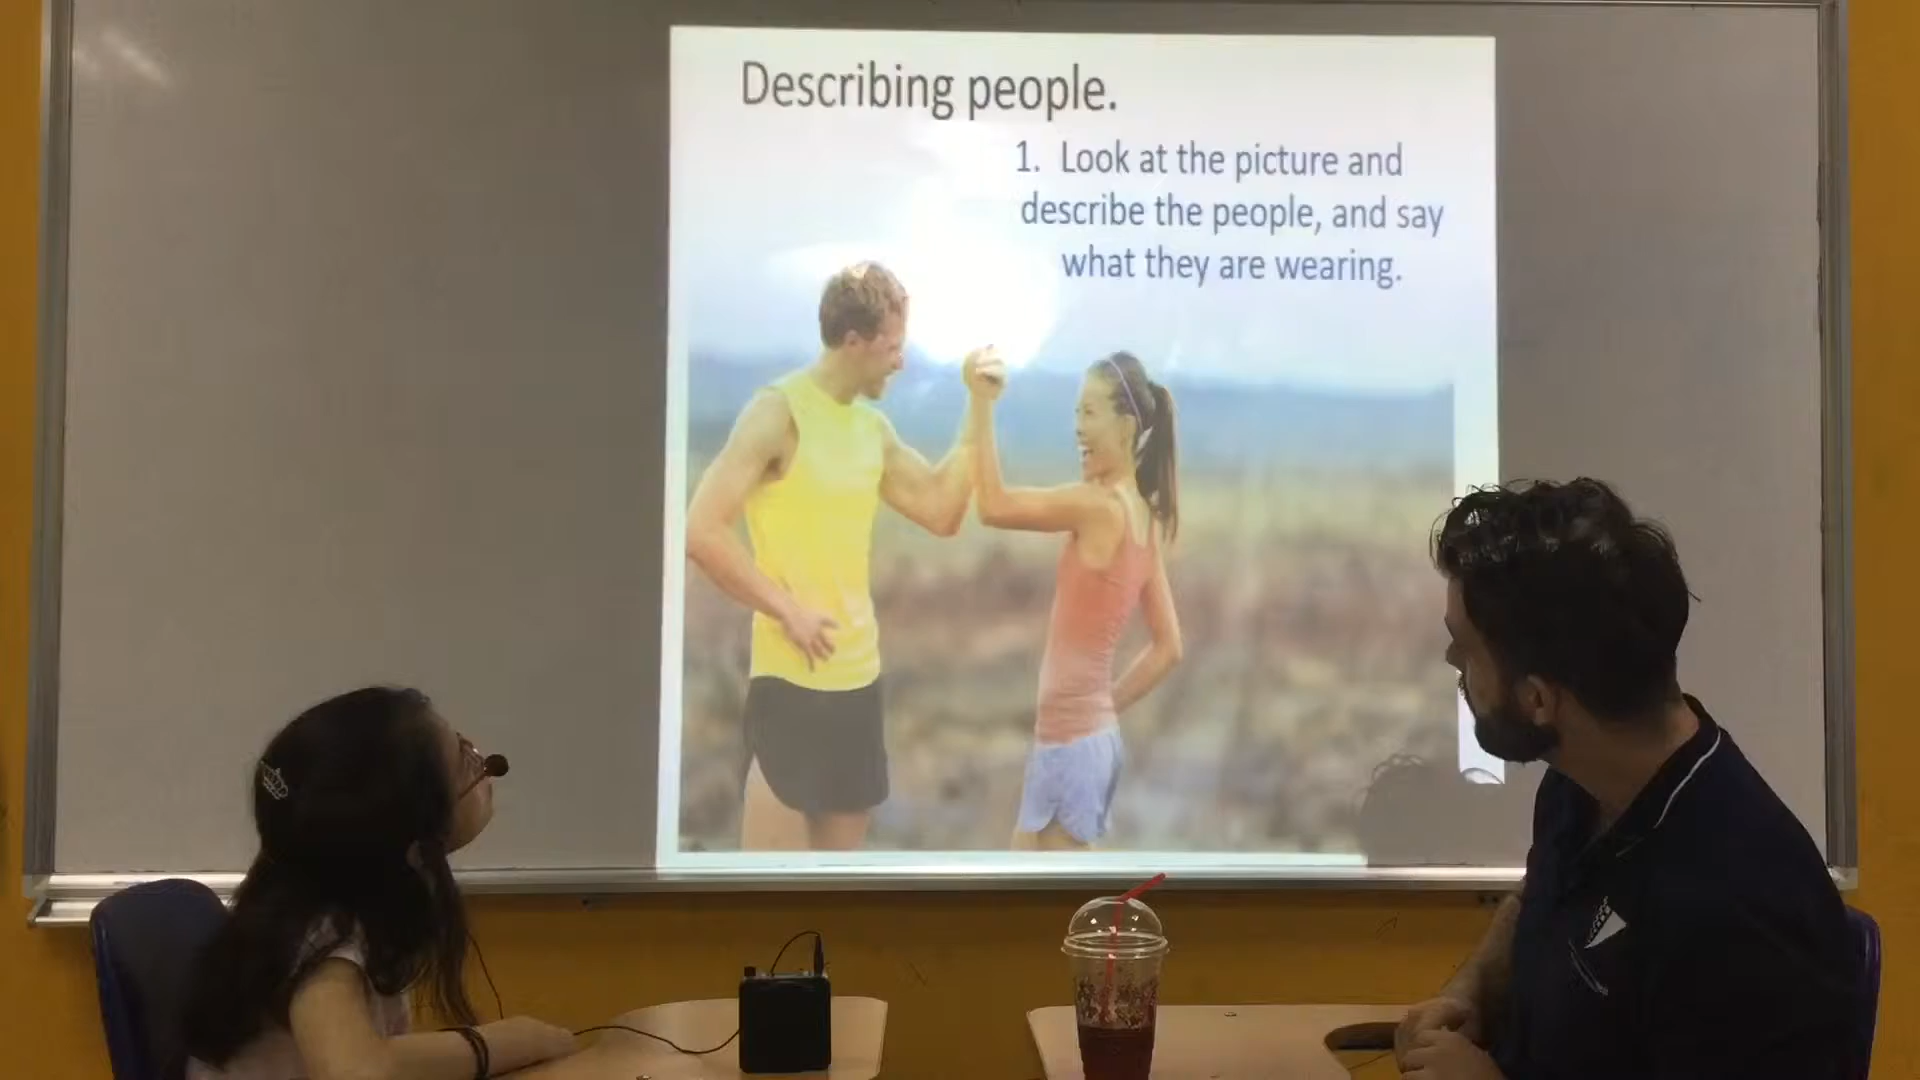 Describing people.
1. Look at the picture and
describe the people, and say
what they are wearing.